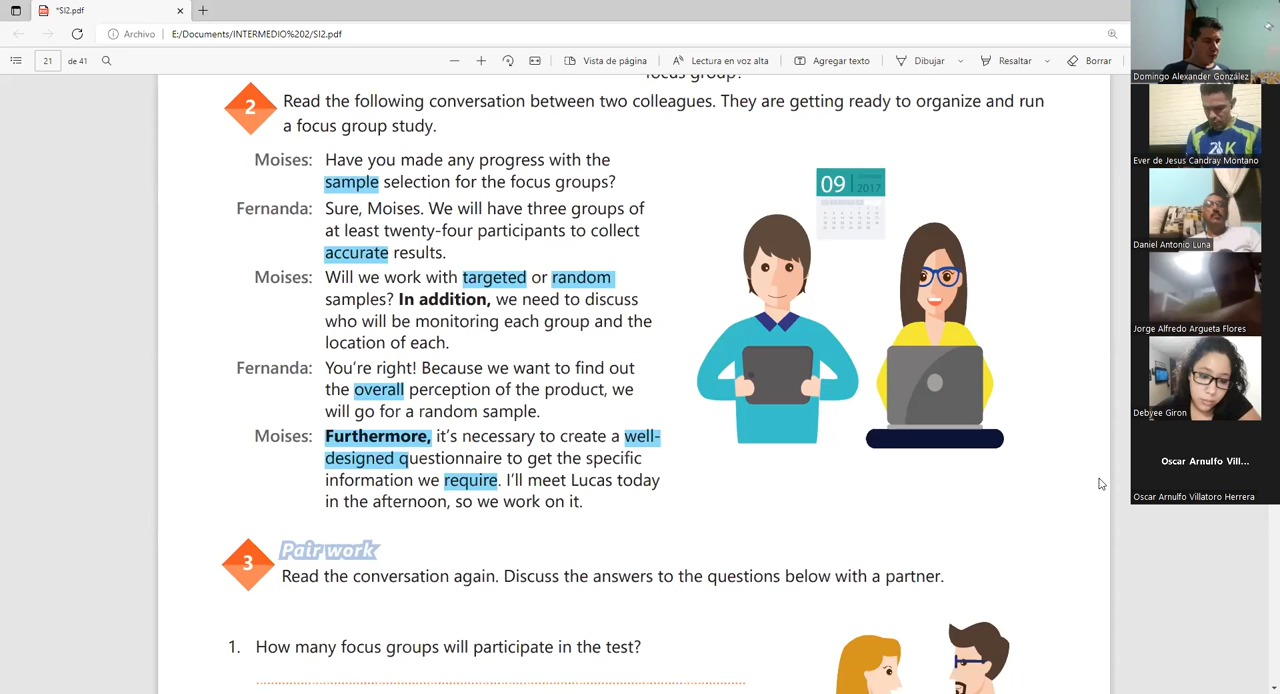 *SI2.pdf
Archivo
E:/Documents/INTERMEDIO%202/SI2.pdf
21
de 41
Vista de página
Lectura en voz alta
Agregar texto
Dibujar
Resaltar
Borrar
focus group?
2
Read the following conversation between two colleagues. They are getting ready to organize and run
a focus group study.
Moises: Have you made any progress with the
sample selection for the focus groups?
Fernanda: Sure, Moises. We will have three groups of
at least twenty-four participants to collect
accurate results.
Moises: Will we work with targeted or random
samples? In addition, we need to discuss
who will be monitoring each group and the
location of each.
Fernanda: You're right! Because we want to find out
the overall perception of the product, we
will go for a random sample.
Moises: Furthermore, it's necessary to create a well-
designed questionnaire to get the specific
information we require. I'll meet Lucas today
in the afternoon, so we work on it.
09
2017
3
Pair work
Read the conversation again. Discuss the answers to the questions below with a partner.
1. How many focus groups will participate in the test?
Domingo Alexander González
Ever de Jesus Candray Montano
Daniel Antonio Luna
Jorge Alfredo Argueta Flores
Debyee Giron
Oscar Arnulfo Vill...
Oscar Arnulfo Villatoro Herrera